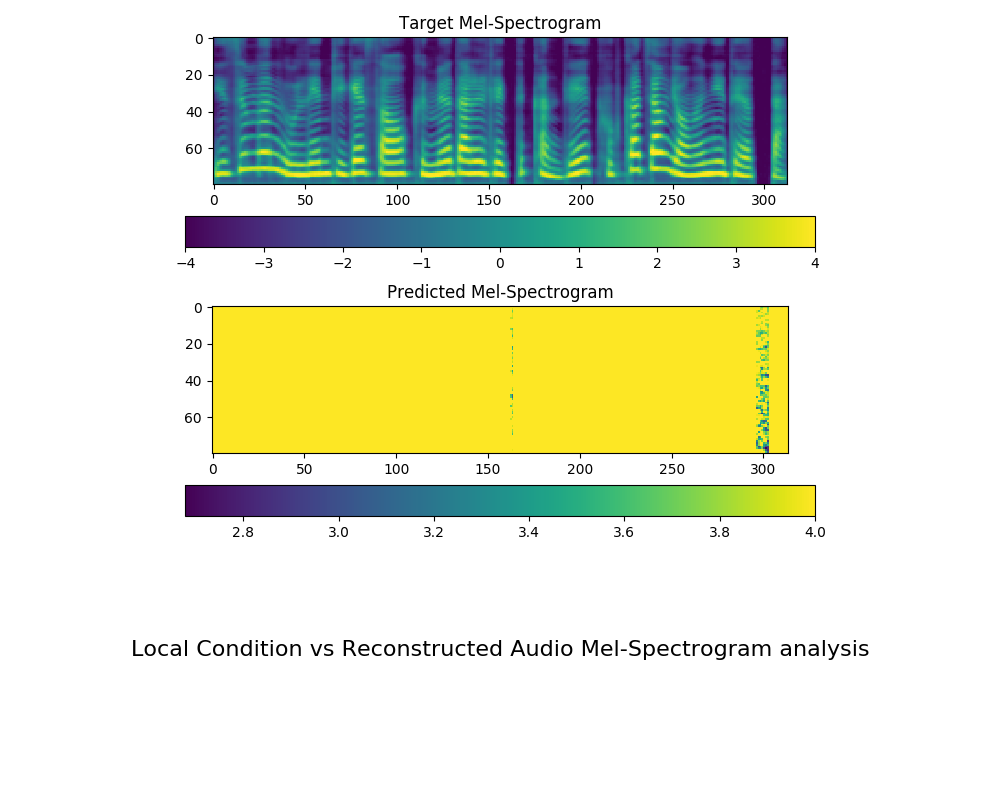 Target Mel-Spectrogram
0
20
40
60
0 50 100 150 200 250 300
−4 −3 −2 −1 0 1 2 3 4
Predicted Mel-Spectrogram
0
20
40
60
0 50 100 150 200 250 300
2.8 3.0 3.2 3.4 3.6 3.8 4.0
Local Condition vs Reconstructed Audio Mel-Spectrogram analysis